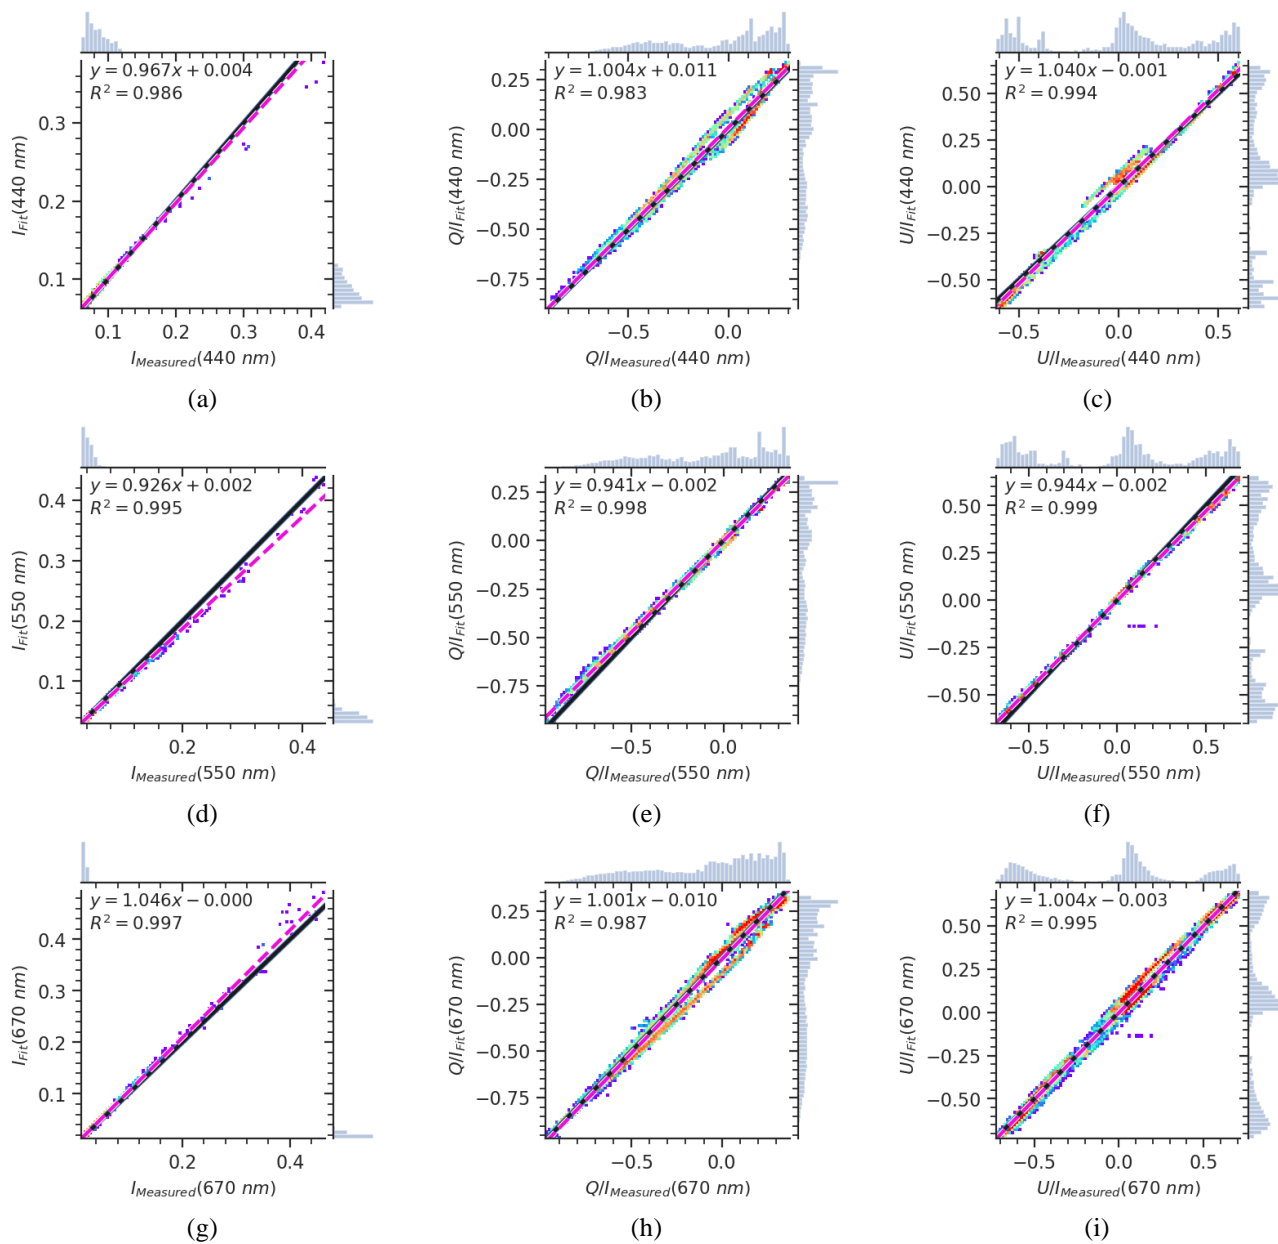 y = 0.967x + 0.004
R² = 0.986
0.3
0.2
0.1
I_Fit(440 nm)
0.1 0.2 0.3 0.4
I_Measured(440 nm)
(a)
y = 1.004x + 0.011
R² = 0.983
0.25
0.00
−0.25
−0.50
−0.75
Q/I_Fit(440 nm)
−0.5 0.0
Q/I_Measured(440 nm)
(b)
y = 1.040x − 0.001
R² = 0.994
0.50
0.25
0.00
−0.25
−0.50
U/I_Fit(440 nm)
−0.5 0.0 0.5
U/I_Measured(440 nm)
(c)
y = 0.926x + 0.002
R² = 0.995
0.4
0.3
0.2
0.1
I_Fit(550 nm)
0.2 0.4
I_Measured(550 nm)
(d)
y = 0.941x − 0.002
R² = 0.998
0.25
0.00
−0.25
−0.50
−0.75
Q/I_Fit(550 nm)
−0.5 0.0
Q/I_Measured(550 nm)
(e)
y = 0.944x − 0.002
R² = 0.999
0.50
0.25
0.00
−0.25
−0.50
U/I_Fit(550 nm)
−0.5 0.0 0.5
U/I_Measured(550 nm)
(f)
y = 1.046x − 0.000
R² = 0.997
0.4
0.3
0.2
0.1
I_Fit(670 nm)
0.2 0.4
I_Measured(670 nm)
(g)
y = 1.001x − 0.010
R² = 0.987
0.25
0.00
−0.25
−0.50
−0.75
Q/I_Fit(670 nm)
−0.5 0.0
Q/I_Measured(670 nm)
(h)
y = 1.004x − 0.003
R² = 0.995
0.50
0.25
0.00
−0.25
−0.50
U/I_Fit(670 nm)
−0.5 0.0 0.5
U/I_Measured(670 nm)
(i)